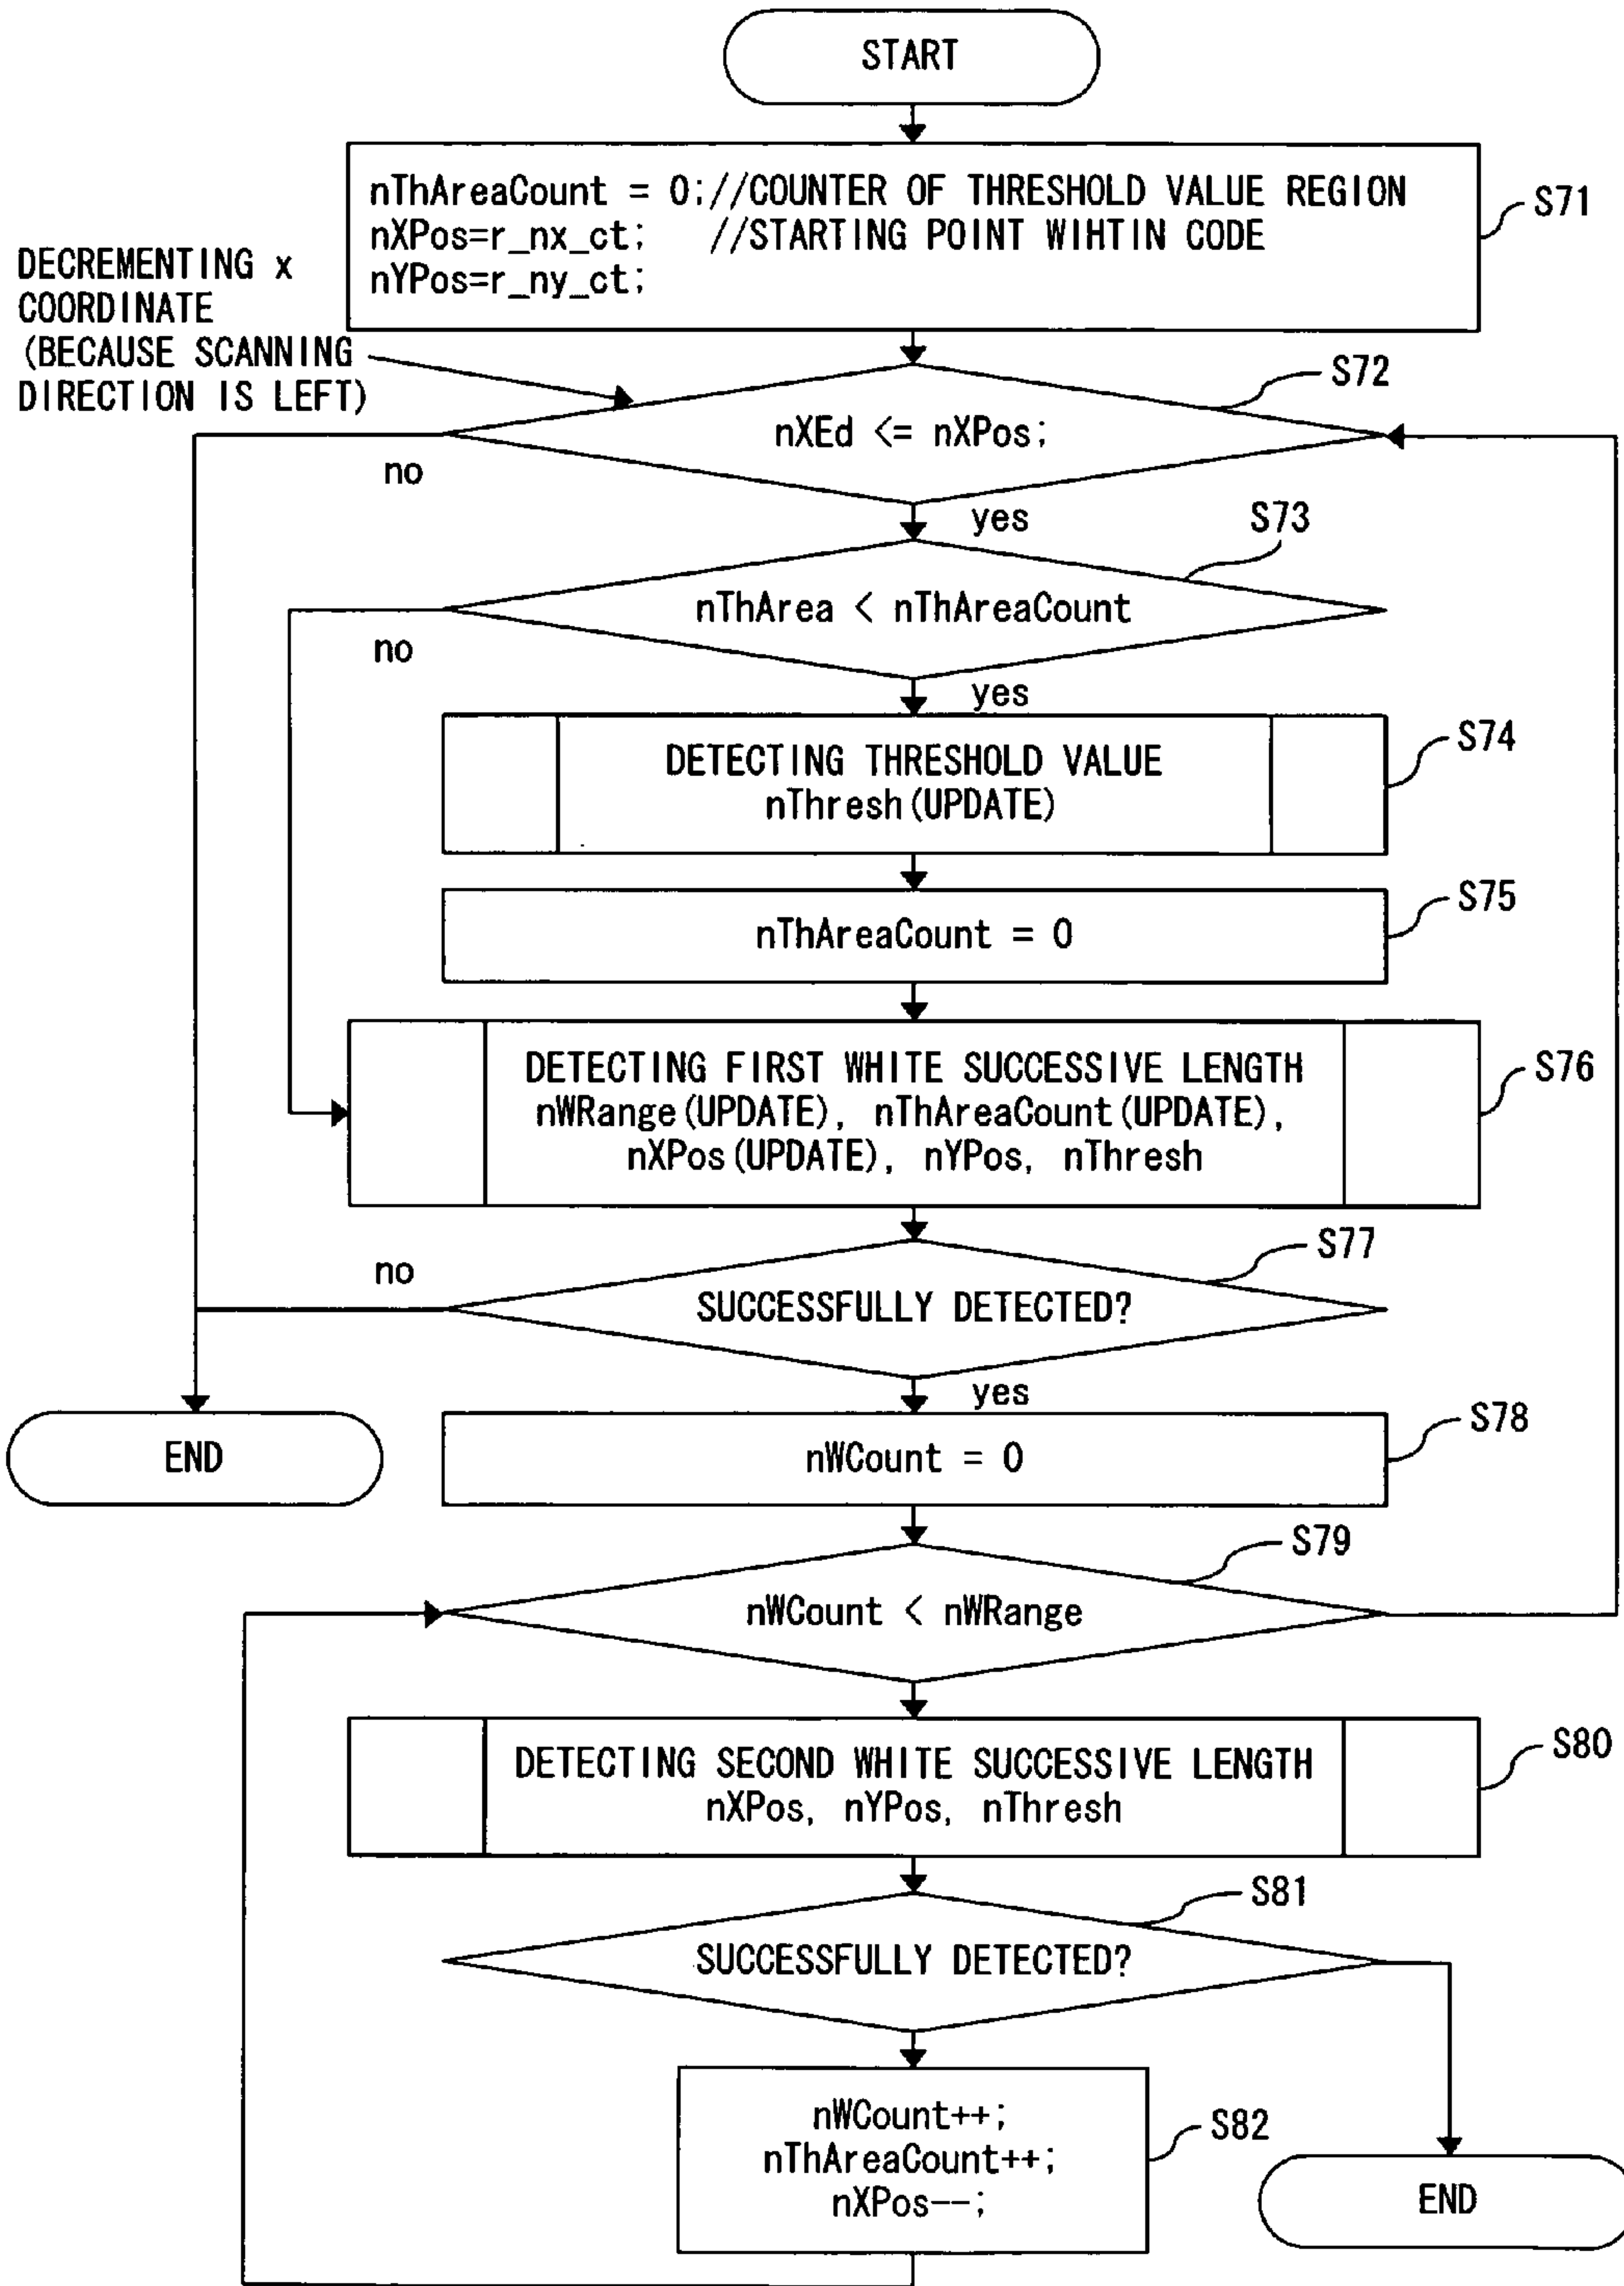 START
nThAreaCount = 0;//COUNTER OF THRESHOLD VALUE REGION
nXPos=r_nx_ct; //STARTING POINT WIHTIN CODE
nYPos=r_ny_ct;
S71
DECREMENTING x
COORDINATE
(BECAUSE SCANNING
DIRECTION IS LEFT)
S72
nXEd <= nXPos;
no
yes
S73
nThArea < nThAreaCount
no
yes
S74
DETECTING THRESHOLD VALUE
nThresh(UPDATE)
S75
nThAreaCount = 0
DETECTING FIRST WHITE SUCCESSIVE LENGTH
nWRange(UPDATE), nThAreaCount(UPDATE),
nXPos(UPDATE), nYPos, nThresh
S76
S77
no
SUCCESSFULLY DETECTED?
yes
END
S78
nWCount = 0
S79
nWCount < nWRange
DETECTING SECOND WHITE SUCCESSIVE LENGTH
nXPos, nYPos, nThresh
S80
S81
SUCCESSFULLY DETECTED?
nWCount++;
nThAreaCount++;
nXPos--;
S82
END